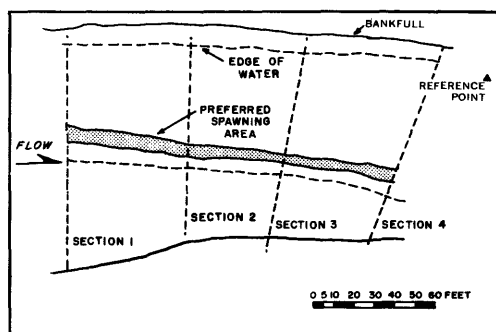 BANKFULL
EDGE OF
WATER
REFERENCE
POINT
PREFERRED
SPAWNING
AREA
FLOW
SECTION 1
SECTION 2
SECTION 3
SECTION 4
0 5 10 20 30 40 50 60 FEET